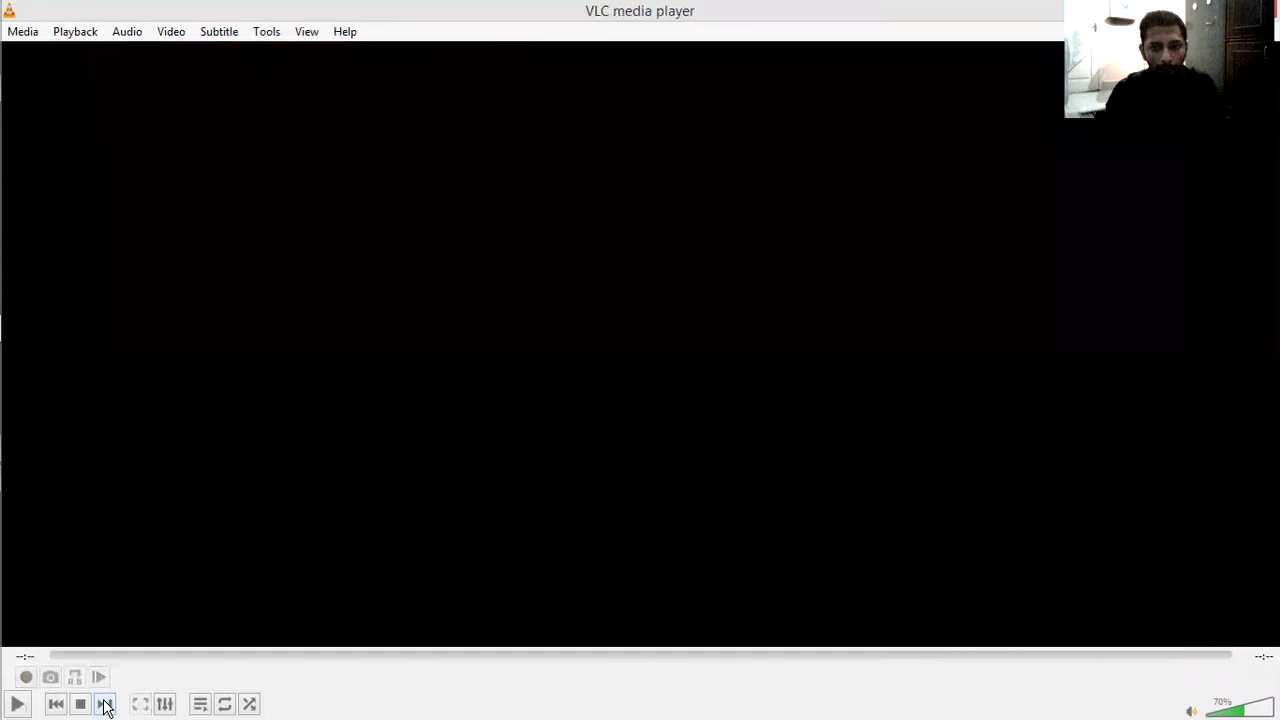 VLC media player
Media Playback Audio Video Subtitle Tools View Help
--:-- --:--
A B
70%